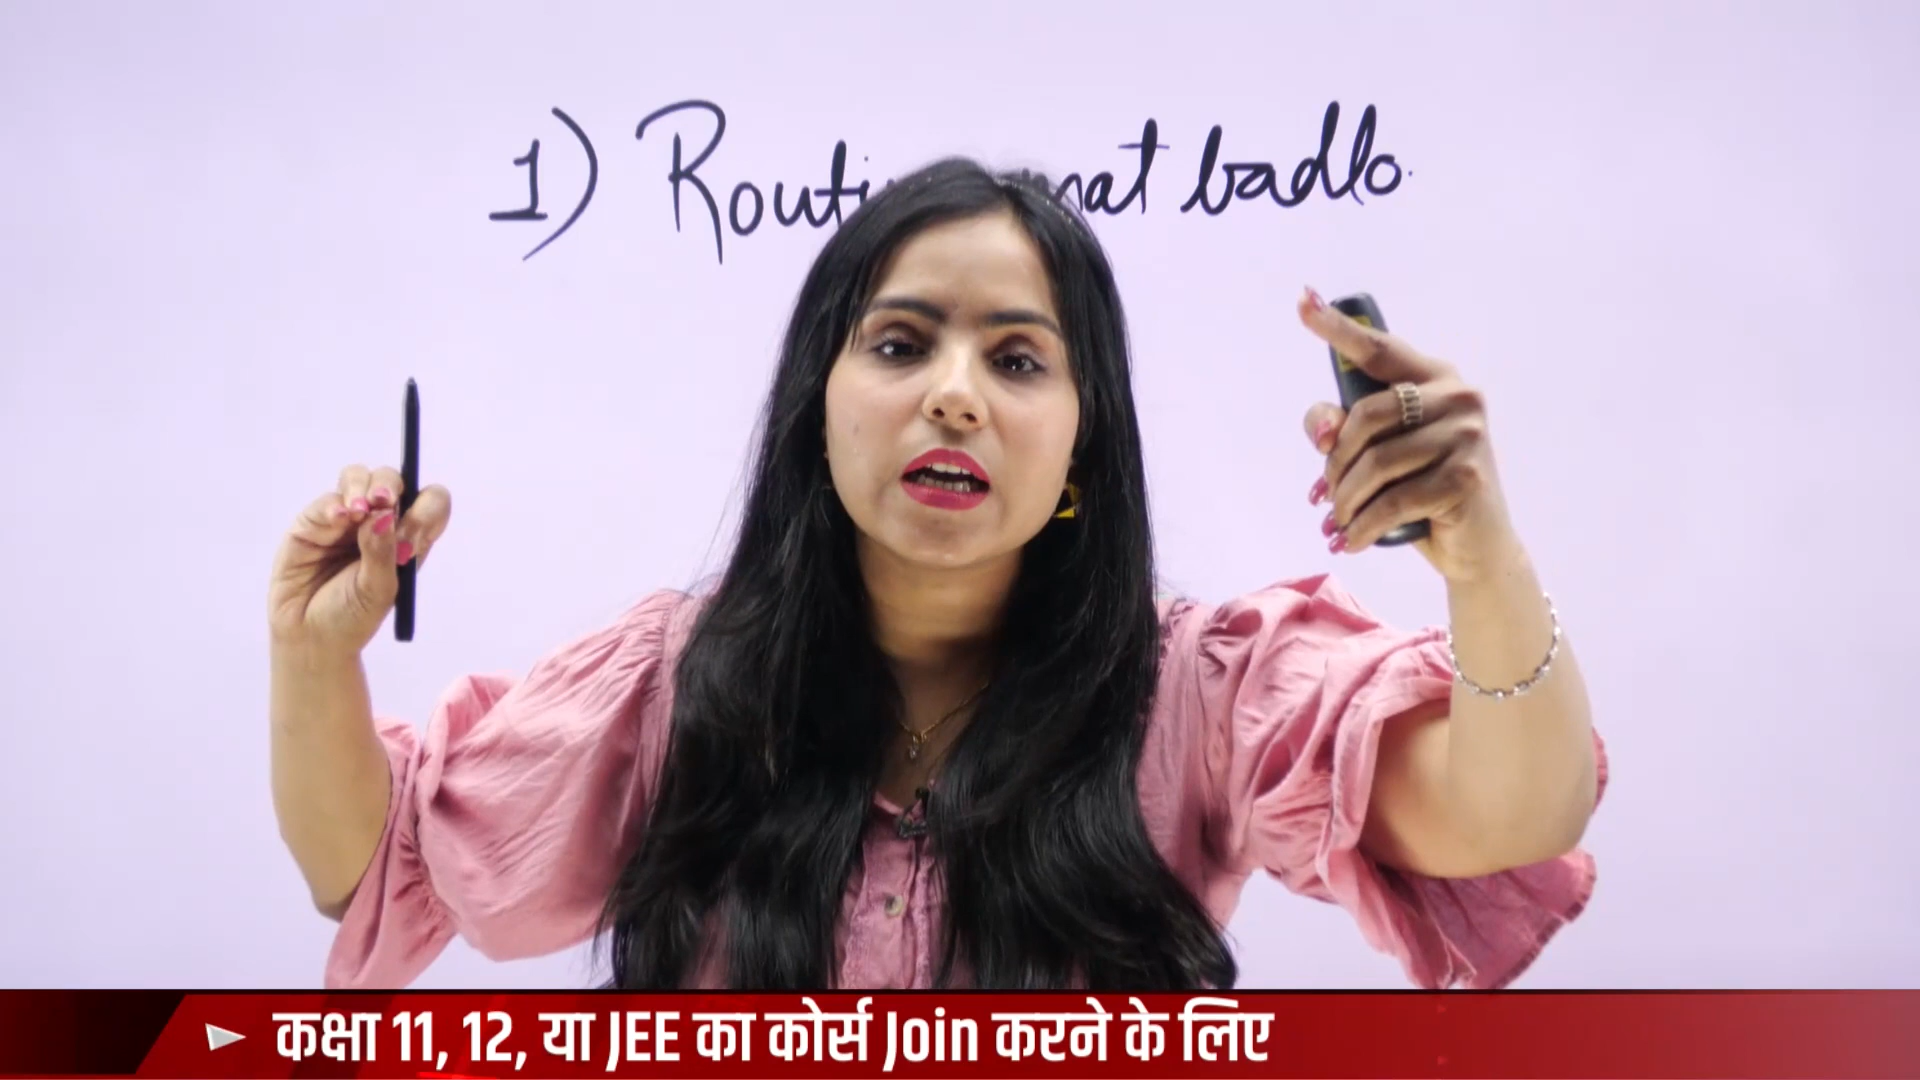 1) Routi mat badlo.
कक्षा 11, 12, या JEE का कोर्स Join करने के लिए